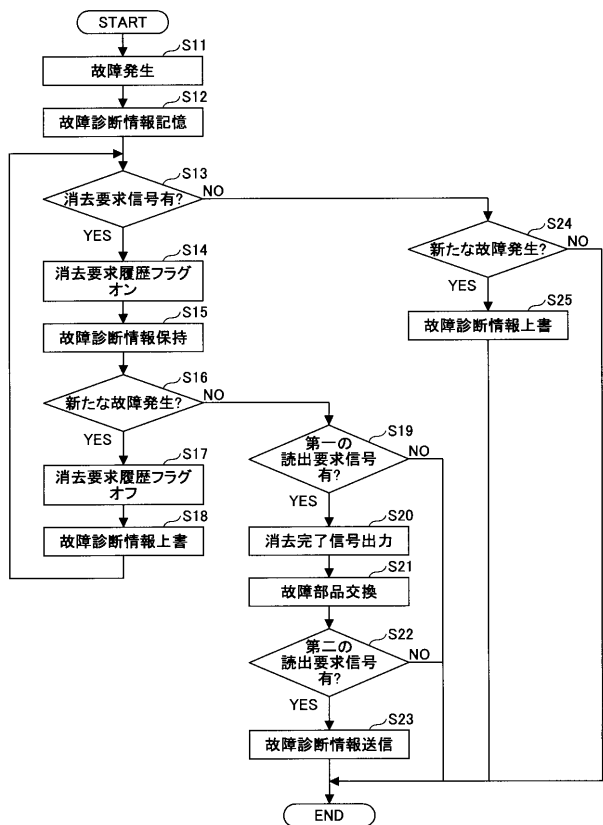 START
S11
故障発生
S12
故障診断情報記憶
S13
消去要求信号有?
NO
YES
S14
消去要求履歴フラグ
オン
S15
故障診断情報保持
S16
新たな故障発生?
NO
YES
S17
消去要求履歴フラグ
オフ
S18
故障診断情報上書
S19
第一の
読出要求信号
有?
NO
YES
S20
消去完了信号出力
S21
故障部品交換
S22
第二の
読出要求信号
有?
NO
YES
S23
故障診断情報送信
S24
新たな故障発生?
NO
YES
S25
故障診断情報上書
END